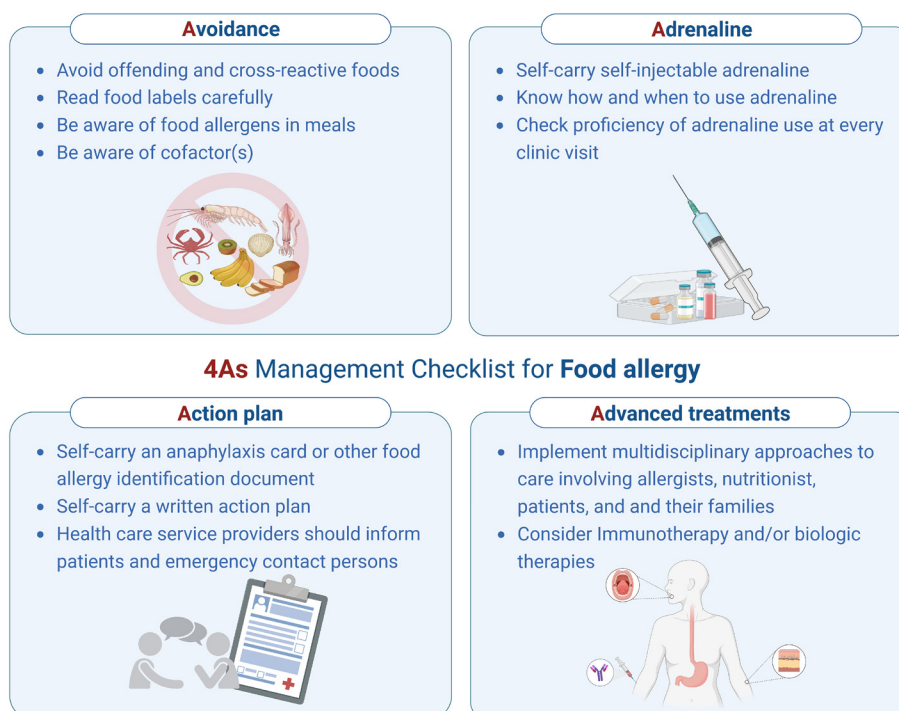 Avoidance
• Avoid offending and cross-reactive foods
• Read food labels carefully
• Be aware of food allergens in meals
• Be aware of cofactor(s)
Adrenaline
• Self-carry self-injectable adrenaline
• Know how and when to use adrenaline
• Check proficiency of adrenaline use at every
clinic visit
4As Management Checklist for Food allergy
Action plan
• Self-carry an anaphylaxis card or other food
allergy identification document
• Self-carry a written action plan
• Health care service providers should inform
patients and emergency contact persons
Advanced treatments
• Implement multidisciplinary approaches to
care involving allergists, nutritionist,
patients, and and their families
• Consider Immunotherapy and/or biologic
therapies